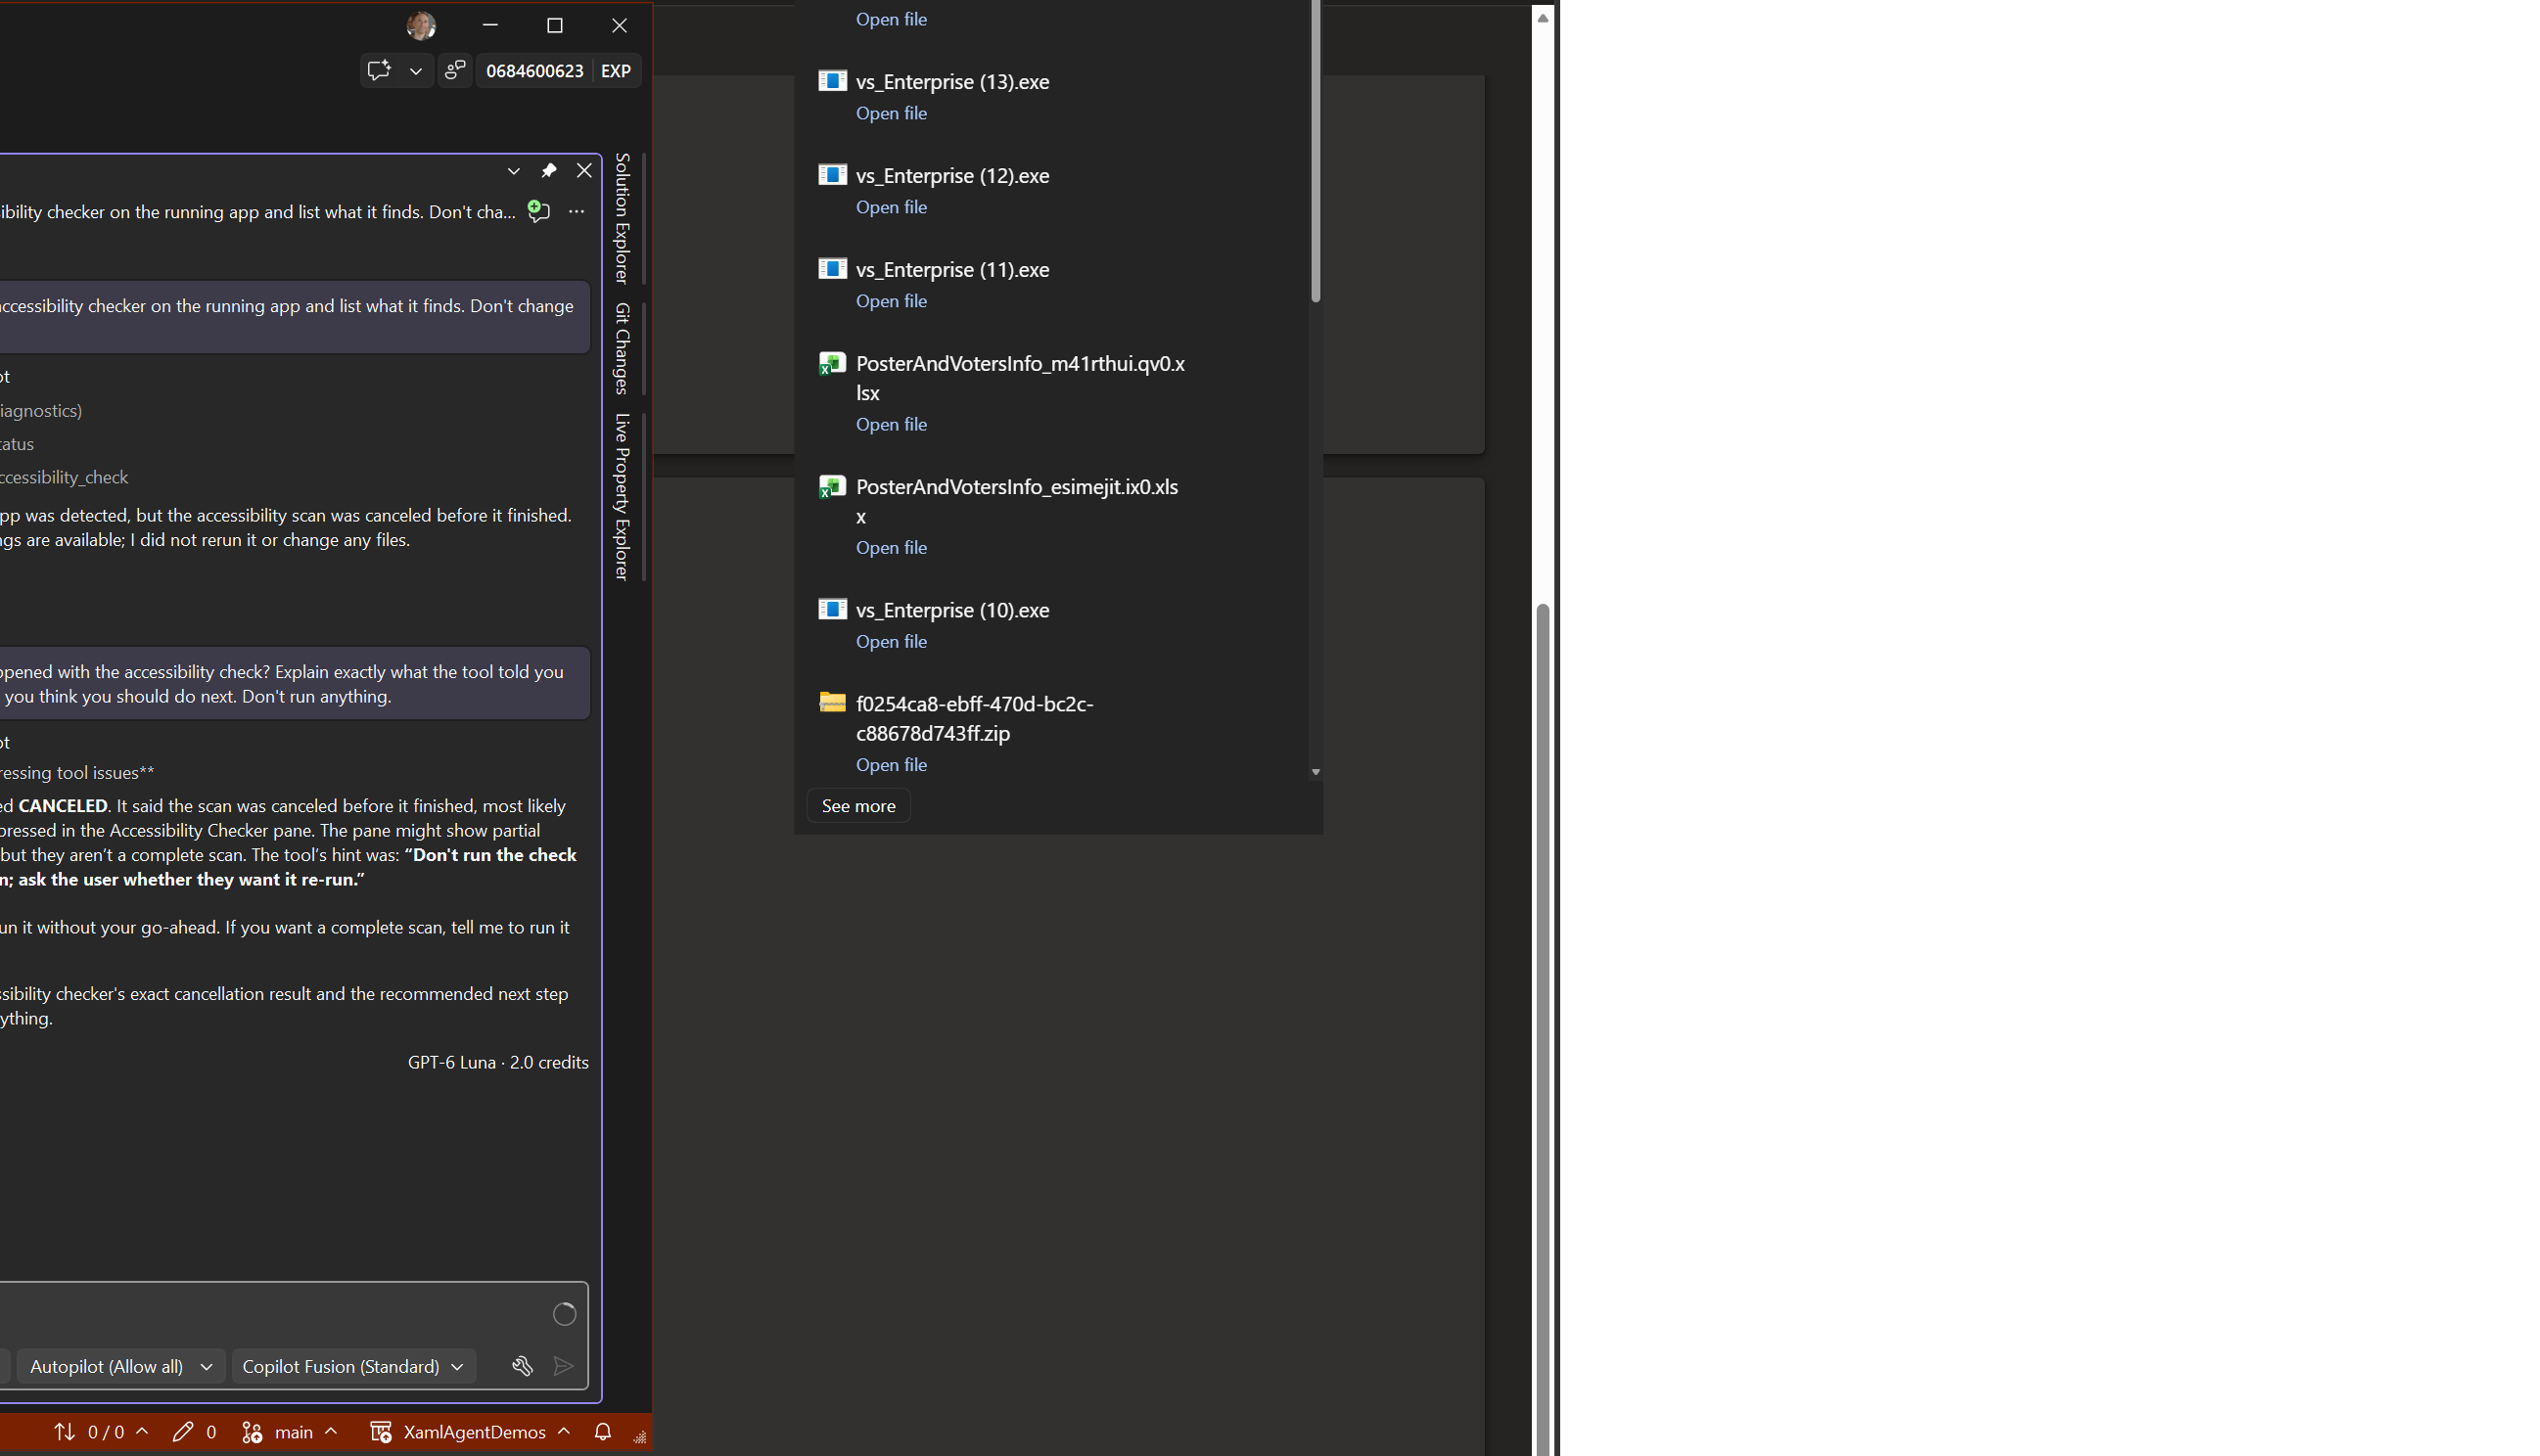 0684600623 EXP
ibility checker on the running app and list what it finds. Don't cha...
ccessibility checker on the running app and list what it finds. Don't change
ot
iagnostics)
tatus
ccessibility_check
pp was detected, but the accessibility scan was canceled before it finished.
ngs are available; I did not rerun it or change any files.
ppened with the accessibility check? Explain exactly what the tool told you
you think you should do next. Don't run anything.
ot
ressing tool issues**
ed CANCELED. It said the scan was canceled before it finished, most likely
pressed in the Accessibility Checker pane. The pane might show partial
but they aren't a complete scan. The tool's hint was: “Don't run the check
n; ask the user whether they want it re-run.”
un it without your go-ahead. If you want a complete scan, tell me to run it
sibility checker's exact cancellation result and the recommended next step
ything.
GPT-6 Luna · 2.0 credits
Autopilot (Allow all)
Copilot Fusion (Standard)
0 / 0
0
main
XamlAgentDemos
Solution Explorer
Git Changes
Live Property Explorer
Open file
vs_Enterprise (13).exe
Open file
vs_Enterprise (12).exe
Open file
vs_Enterprise (11).exe
Open file
PosterAndVotersInfo_m41rthui.qv0.x
lsx
Open file
PosterAndVotersInfo_esimejit.ix0.xls
x
Open file
vs_Enterprise (10).exe
Open file
f0254ca8-ebff-470d-bc2c-
c88678d743ff.zip
Open file
See more